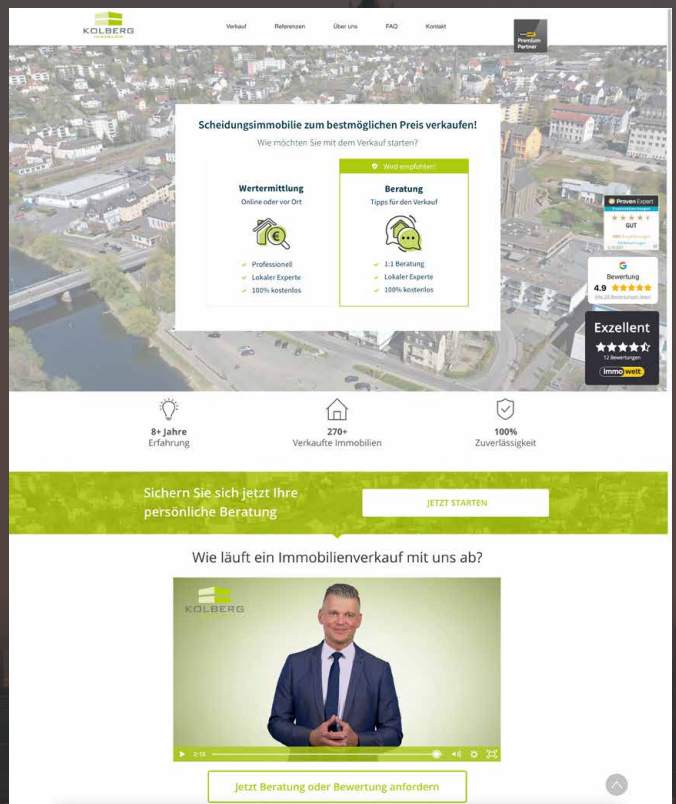 KOLBERG
IMMOBILIEN
Verkauf
Referenzen
Über uns
FAQ
Kontakt
Premium
Partner
Scheidungsimmobilie zum bestmöglichen Preis verkaufen!
Wie möchten Sie mit dem Verkauf starten?
Wertermittlung
Online oder vor Ort
Professionell
Lokaler Experte
100% kostenlos
Wird empfohlen!
Beratung
Tipps für den Verkauf
1:1 Beratung
Lokaler Experte
100% kostenlos
Proven Expert
GUT
Bewertung
4.9
Exzellent
12 Bewertungen
immowelt
8+ Jahre
Erfahrung
270+
Verkaufte Immobilien
100%
Zuverlässigkeit
Sichern Sie sich jetzt Ihre
persönliche Beratung
JETZT STARTEN
Wie läuft ein Immobilienverkauf mit uns ab?
KOLBERG
2:15
Jetzt Beratung oder Bewertung anfordern